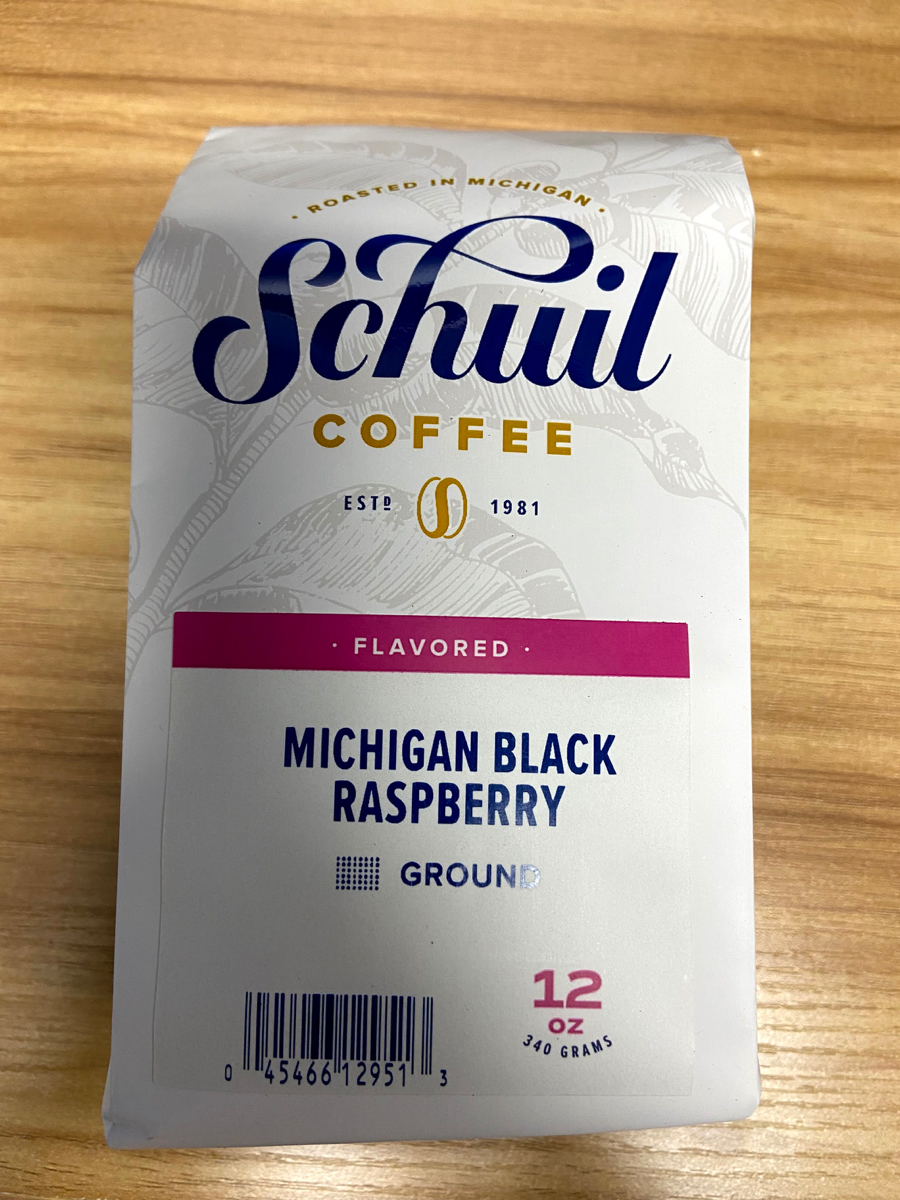 · ROASTED IN MICHIGAN ·
Schuil
COFFEE
ESTD 1981
· FLAVORED ·
MICHIGAN BLACK
RASPBERRY
GROUND
12
OZ
340 GRAMS
0 45466 12951 3